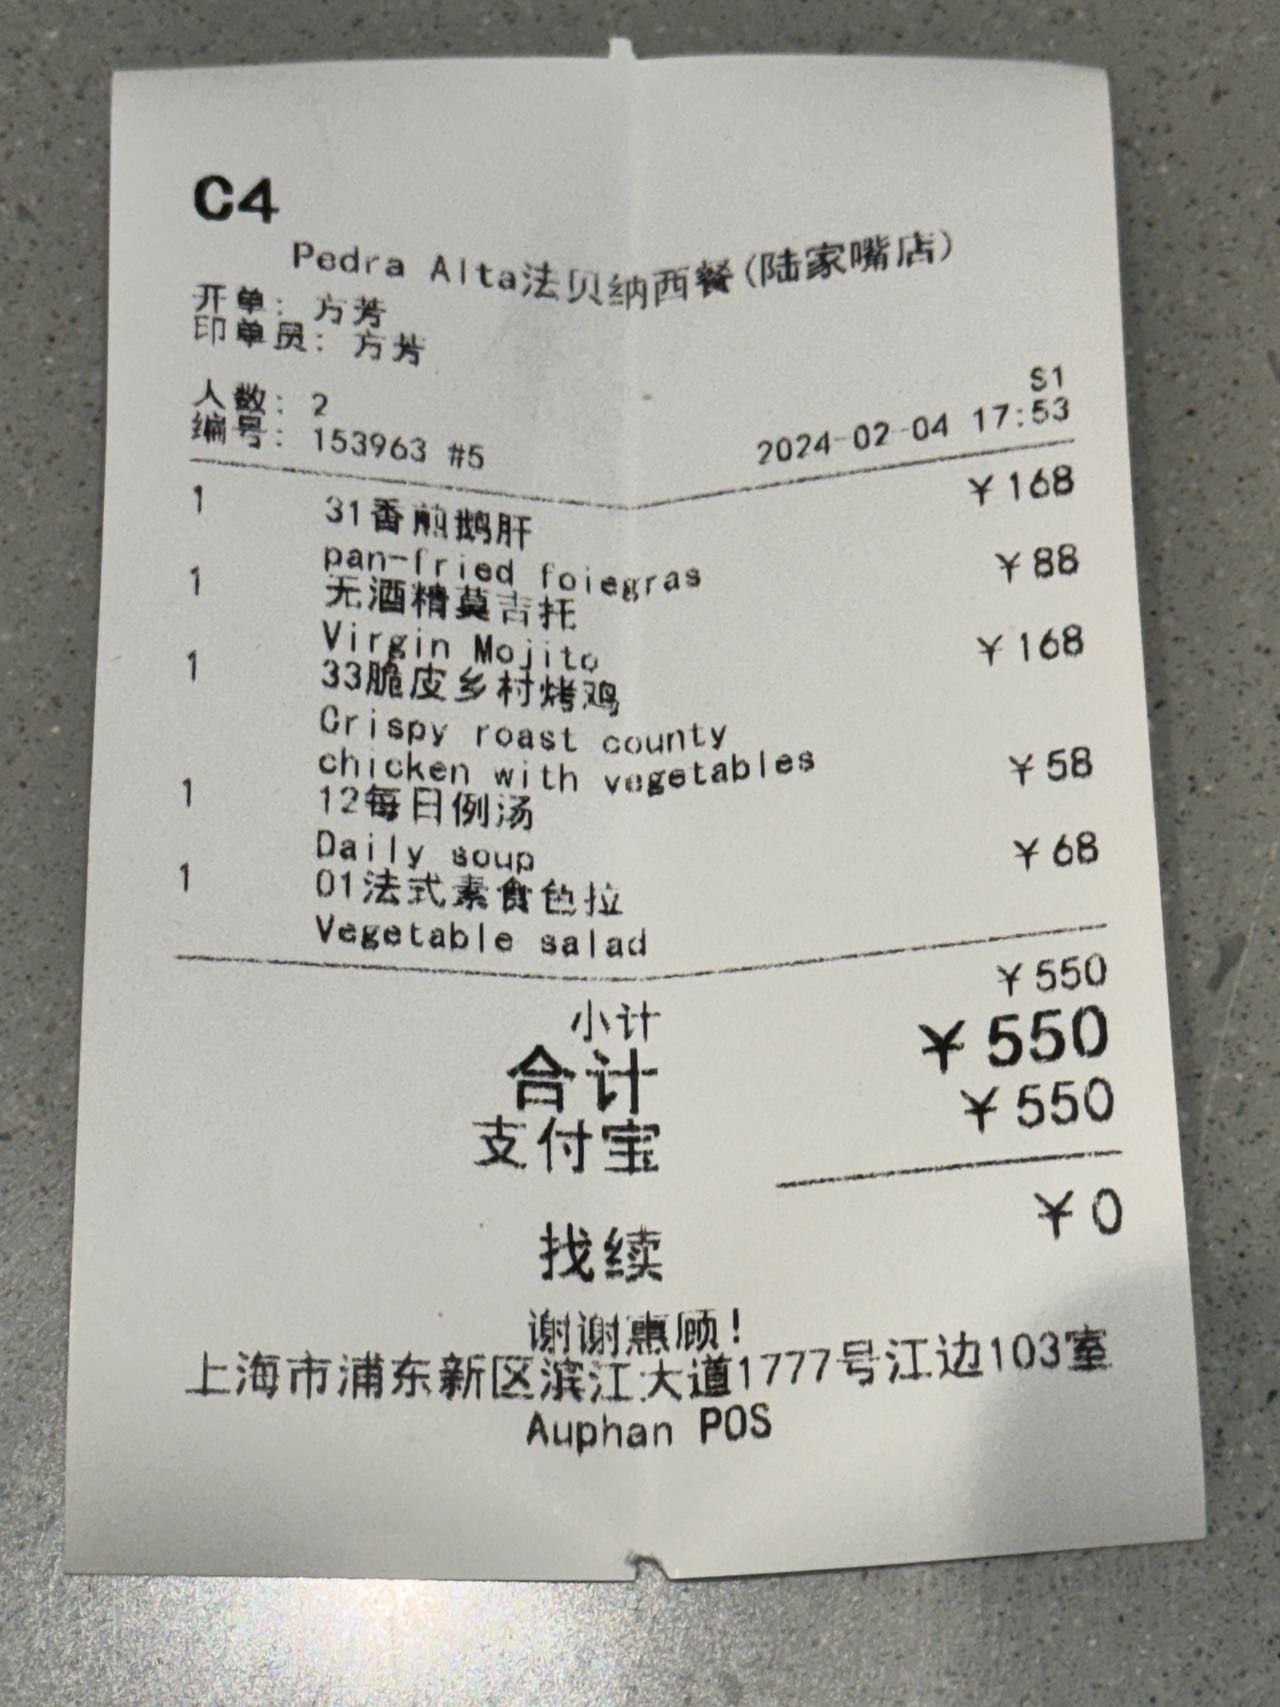 C4
Pedra Alta法贝纳西餐(陆家嘴店)
开单: 方芳
印单员: 方芳
S1
人数: 2
编号: 153963 #5 2024-02-04 17:53
1 31香煎鹅肝 ¥168
pan-fried foiegras
1 无酒精莫吉托 ¥88
Virgin Mojito
1 33脆皮乡村烤鸡 ¥168
Crispy roast county
chicken with vegetables
1 12每日例汤 ¥58
Daily soup
1 01法式素食色拉 ¥68
Vegetable salad
小计 ¥550
合计 ¥550
支付宝 ¥550
找续 ¥0
谢谢惠顾!
上海市浦东新区滨江大道1777号江边103室
Auphan POS